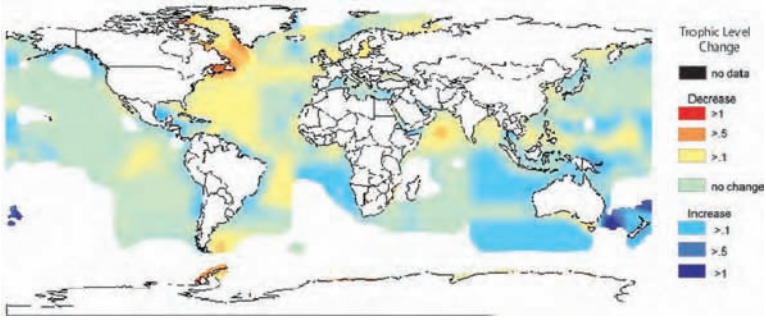 Trophic Level
Change
no data
Decrease
>1
>.5
>.1
no change
Increase
>.1
>.5
>1